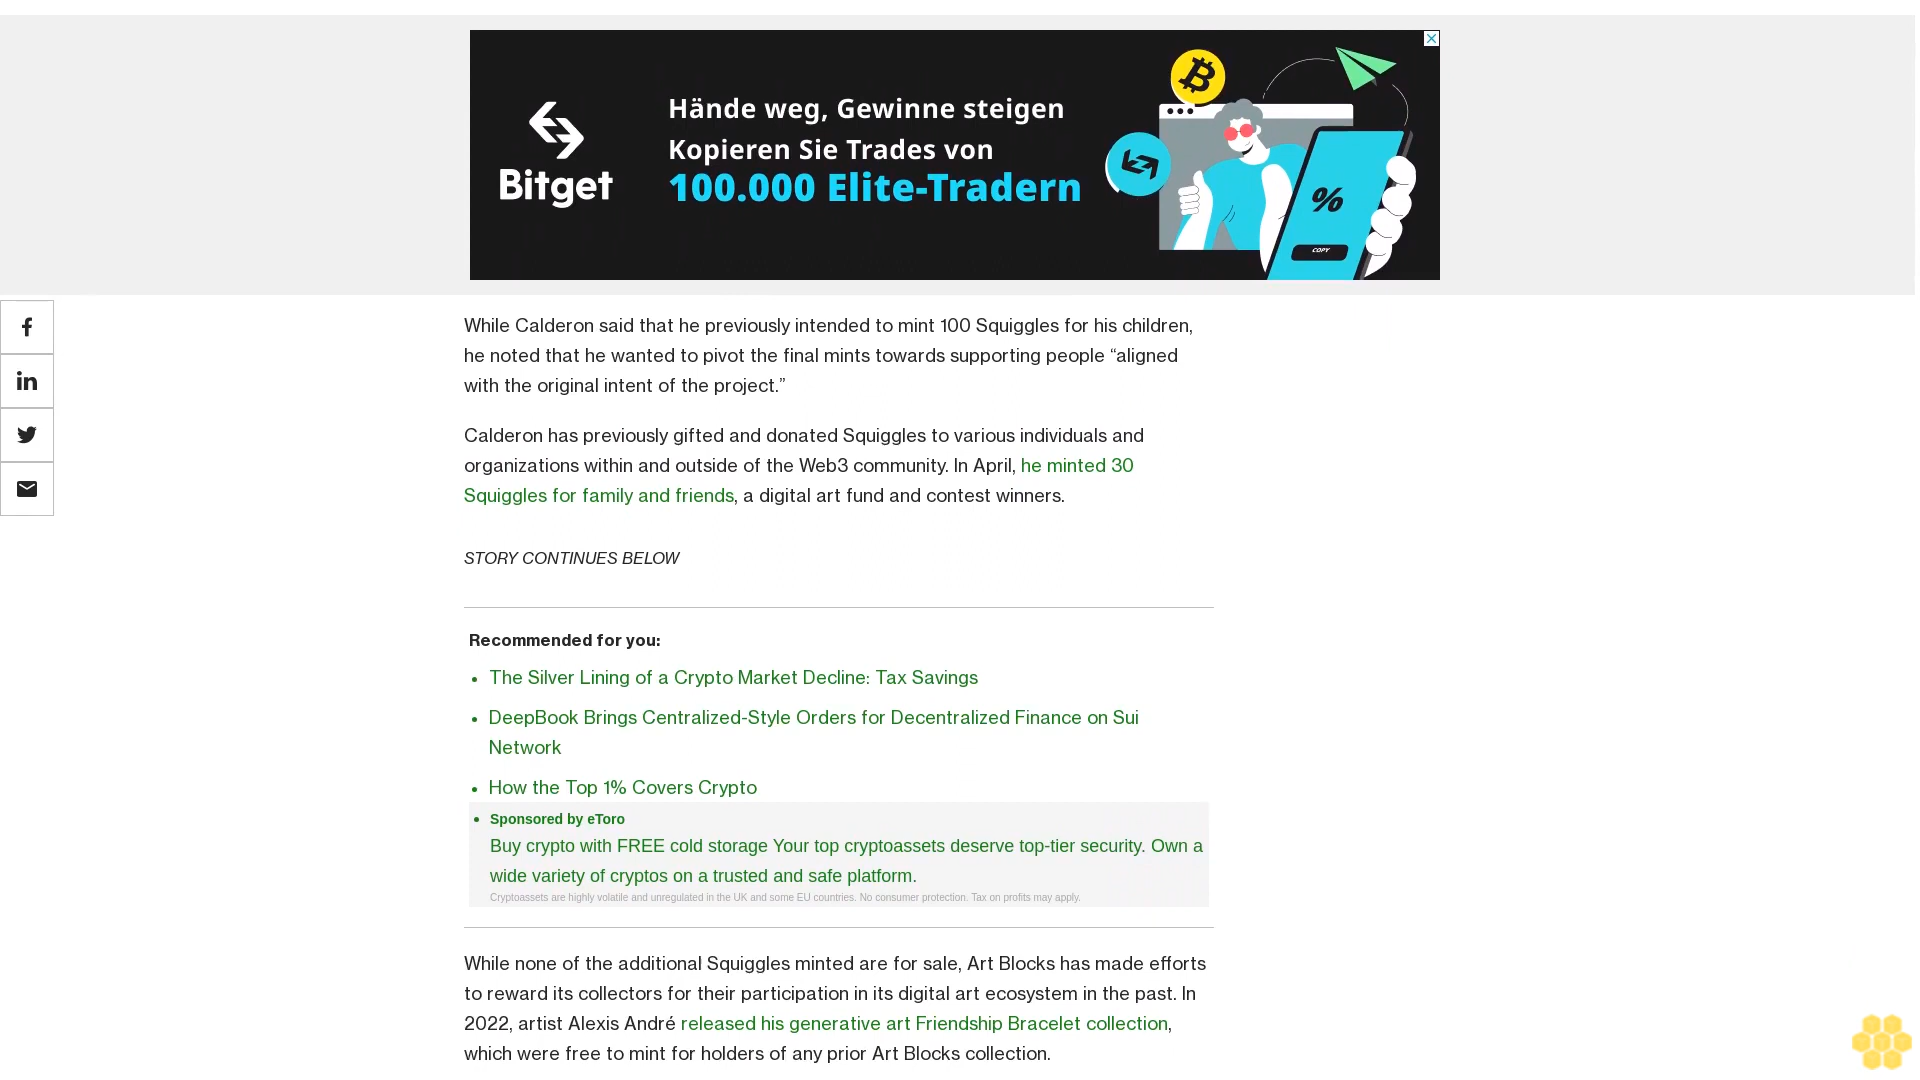 Bitget
Hände weg, Gewinne steigen
Kopieren Sie Trades von
100.000 Elite-Tradern
%
COPY
While Calderon said that he previously intended to mint 100 Squiggles for his children,
he noted that he wanted to pivot the final mints towards supporting people “aligned
with the original intent of the project.”
Calderon has previously gifted and donated Squiggles to various individuals and
organizations within and outside of the Web3 community. In April, he minted 30
Squiggles for family and friends, a digital art fund and contest winners.
STORY CONTINUES BELOW
Recommended for you:
• The Silver Lining of a Crypto Market Decline: Tax Savings
• DeepBook Brings Centralized-Style Orders for Decentralized Finance on Sui
Network
• How the Top 1% Covers Crypto
• Sponsored by eToro
Buy crypto with FREE cold storage Your top cryptoassets deserve top-tier security. Own a
wide variety of cryptos on a trusted and safe platform.
Cryptoassets are highly volatile and unregulated in the UK and some EU countries. No consumer protection. Tax on profits may apply.
While none of the additional Squiggles minted are for sale, Art Blocks has made efforts
to reward its collectors for their participation in its digital art ecosystem in the past. In
2022, artist Alexis André released his generative art Friendship Bracelet collection,
which were free to mint for holders of any prior Art Blocks collection.